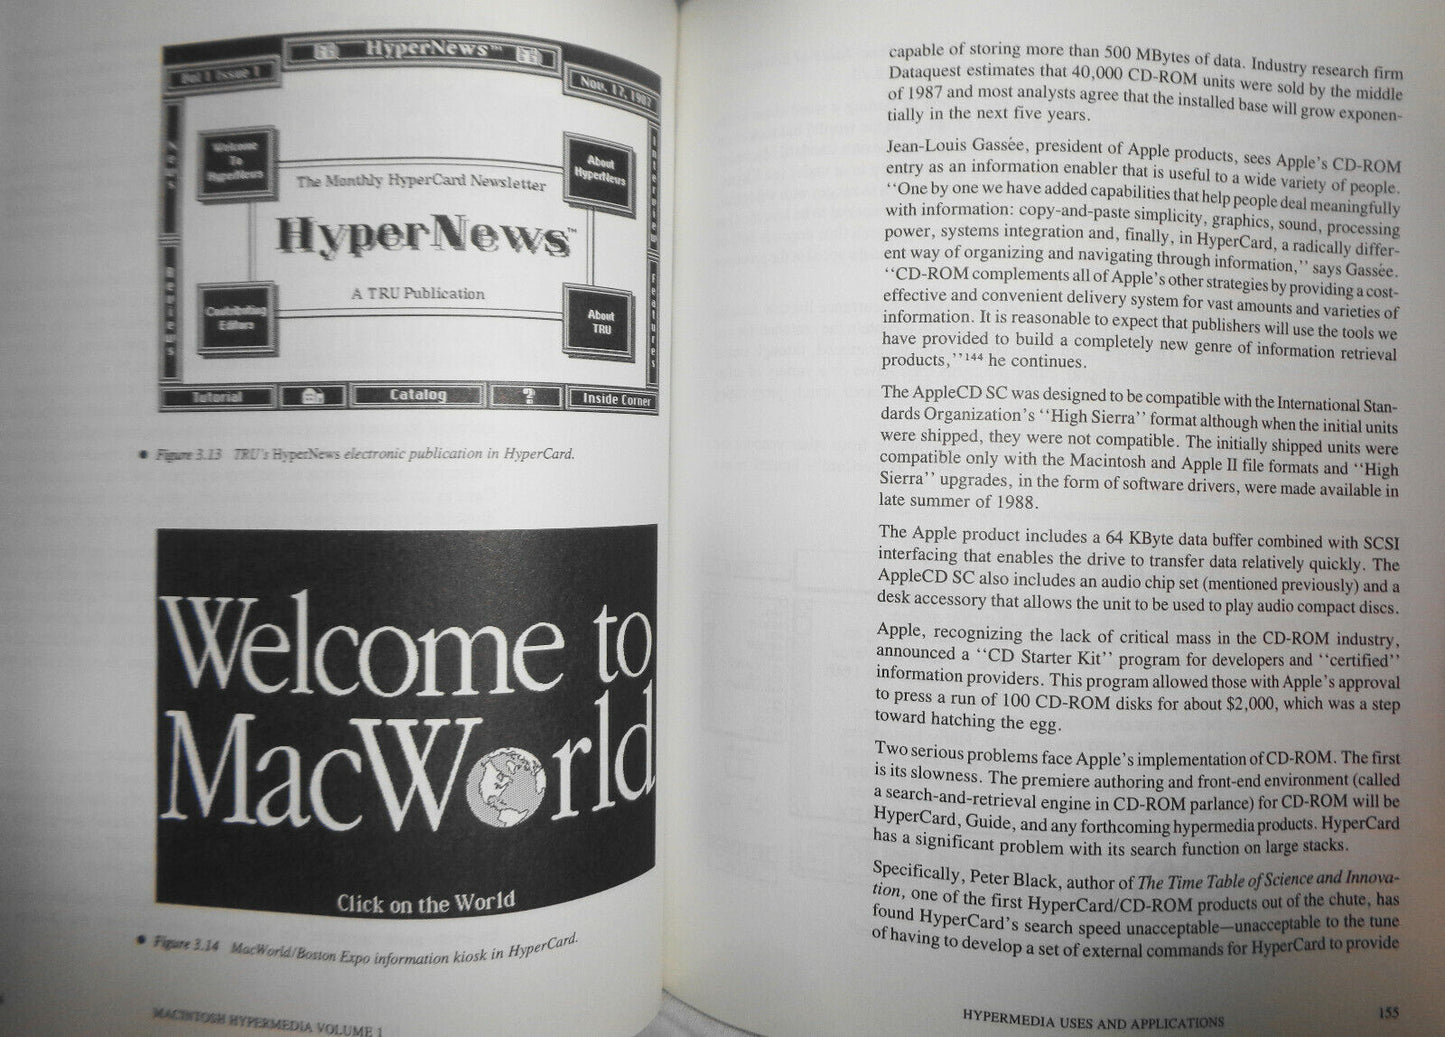 HyperNews™
Vol 1 Issue 1
Nov. 17, 1987
News
Reviews
Interview
Features
Welcome
To
HyperNews
About
HyperNews
The Monthly HyperCard Newsletter
HyperNews™
A TRU Publication
Contributing
Editors
About
TRU
Tutorial
Catalog
?
Inside Corner
● Figure 3.13 TRU's HyperNews electronic publication in HyperCard.
Welcome to
MacWorld
Click on the World
● Figure 3.14 MacWorld/Boston Expo information kiosk in HyperCard.
MACINTOSH HYPERMEDIA VOLUME 1
capable of storing more than 500 MBytes of data. Industry research firm
Dataquest estimates that 40,000 CD-ROM units were sold by the middle
of 1987 and most analysts agree that the installed base will grow exponen-
tially in the next five years.
Jean-Louis Gassée, president of Apple products, sees Apple's CD-ROM
entry as an information enabler that is useful to a wide variety of people.
‘‘One by one we have added capabilities that help people deal meaningfully
with information: copy-and-paste simplicity, graphics, sound, processing
power, systems integration and, finally, in HyperCard, a radically differ-
ent way of organizing and navigating through information,’’ says Gassée.
‘‘CD-ROM complements all of Apple's other strategies by providing a cost-
effective and convenient delivery system for vast amounts and varieties of
information. It is reasonable to expect that publishers will use the tools we
have provided to build a completely new genre of information retrieval
products,’’¹⁴⁴ he continues.
The AppleCD SC was designed to be compatible with the International Stan-
dards Organization's ‘‘High Sierra’’ format although when the initial units
were shipped, they were not compatible. The initially shipped units were
compatible only with the Macintosh and Apple II file formats and ‘‘High
Sierra’’ upgrades, in the form of software drivers, were made available in
late summer of 1988.
The Apple product includes a 64 KByte data buffer combined with SCSI
interfacing that enables the drive to transfer data relatively quickly. The
AppleCD SC also includes an audio chip set (mentioned previously) and a
desk accessory that allows the unit to be used to play audio compact discs.
Apple, recognizing the lack of critical mass in the CD-ROM industry,
announced a ‘‘CD Starter Kit’’ program for developers and ‘‘certified’’
information providers. This program allowed those with Apple's approval
to press a run of 100 CD-ROM disks for about $2,000, which was a step
toward hatching the egg.
Two serious problems face Apple's implementation of CD-ROM. The first
is its slowness. The premiere authoring and front-end environment (called
a search-and-retrieval engine in CD-ROM parlance) for CD-ROM will be
HyperCard, Guide, and any forthcoming hypermedia products. HyperCard
has a significant problem with its search function on large stacks.
Specifically, Peter Black, author of The Time Table of Science and Innova-
tion, one of the first HyperCard/CD-ROM products out of the chute, has
found HyperCard's search speed unacceptable—unacceptable to the tune
of having to develop a set of external commands for HyperCard to provide
HYPERMEDIA USES AND APPLICATIONS 155